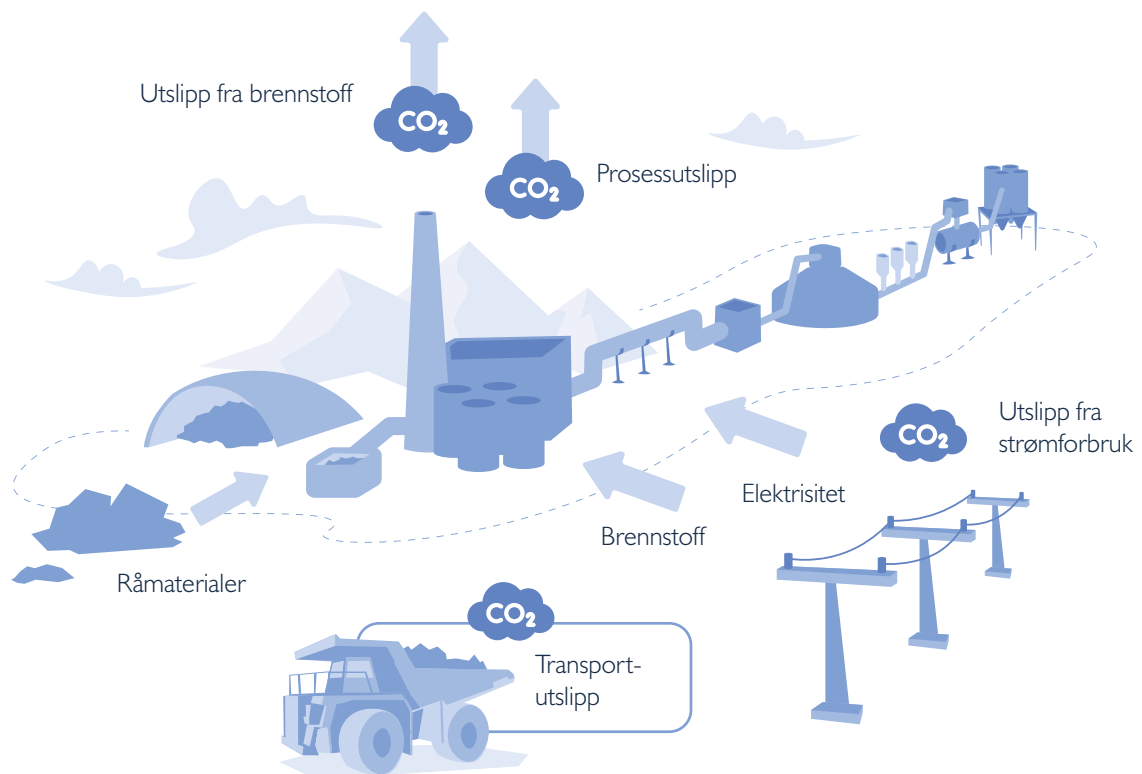 Utslipp fra brennstoff
CO₂
CO₂
Prosessutslipp
CO₂
Utslipp fra
strømforbruk
Elektrisitet
Brennstoff
Råmaterialer
CO₂
Transport-
utslipp